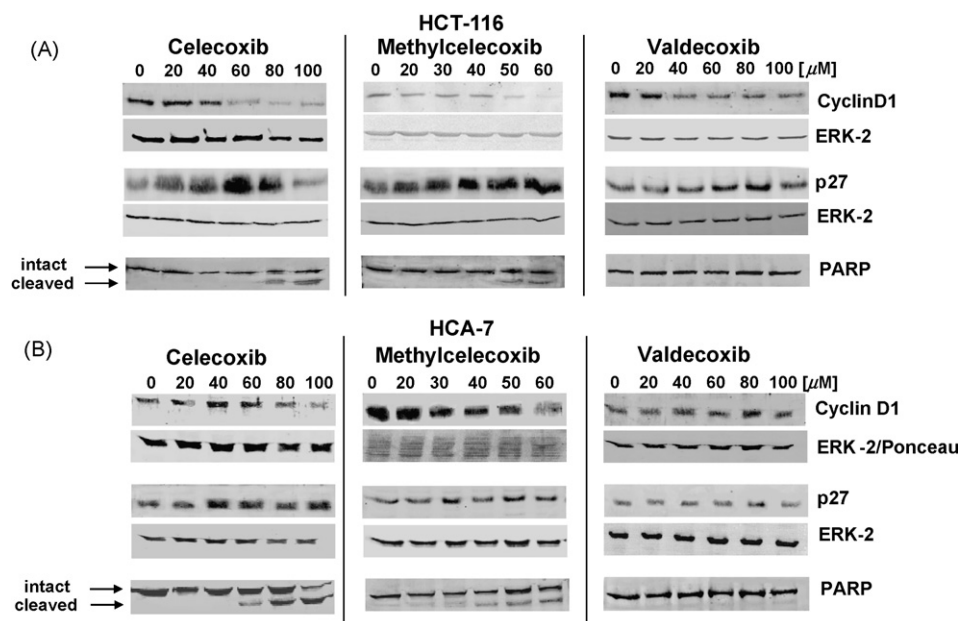 HCT-116
(A)
Celecoxib Methylcelecoxib Valdecoxib
0 20 40 60 80 100 0 20 30 40 50 60 0 20 40 60 80 100 [μM]
CyclinD1
ERK-2
p27
ERK-2
intact
cleaved
PARP
HCA-7
(B)
Celecoxib Methylcelecoxib Valdecoxib
0 20 40 60 80 100 0 20 30 40 50 60 0 20 40 60 80 100 [μM]
Cyclin D1
ERK -2/Ponceau
p27
ERK-2
intact
cleaved
PARP